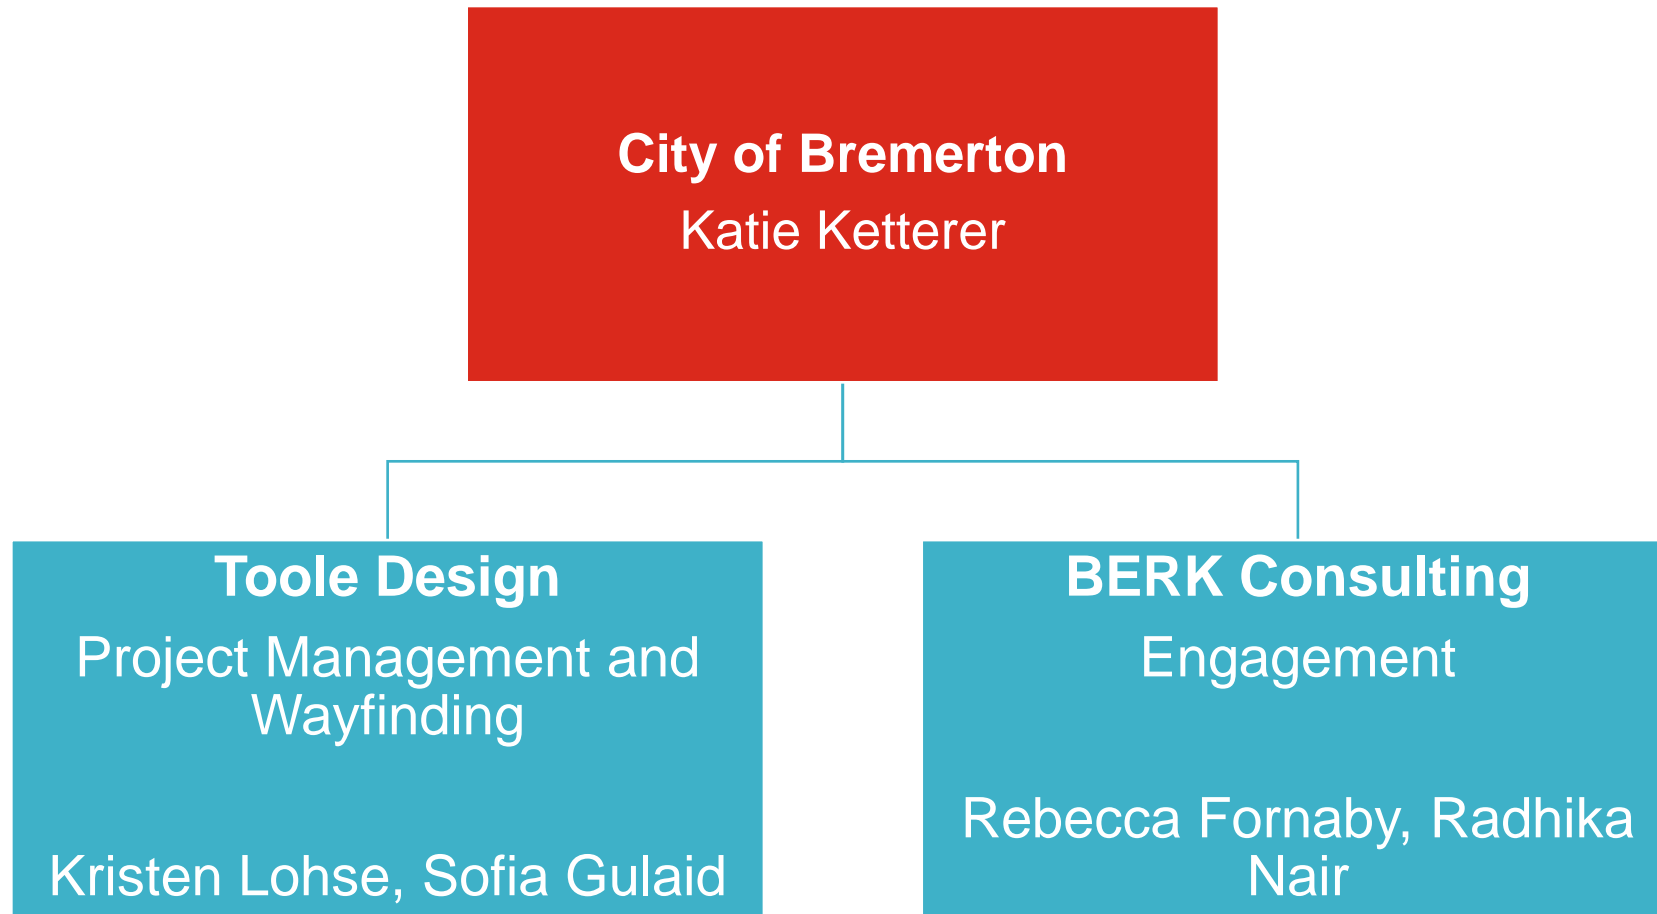 City of Bremerton
Katie Ketterer
Toole Design
Project Management and
Wayfinding
Kristen Lohse, Sofia Gulaid
BERK Consulting
Engagement
Rebecca Fornaby, Radhika
Nair